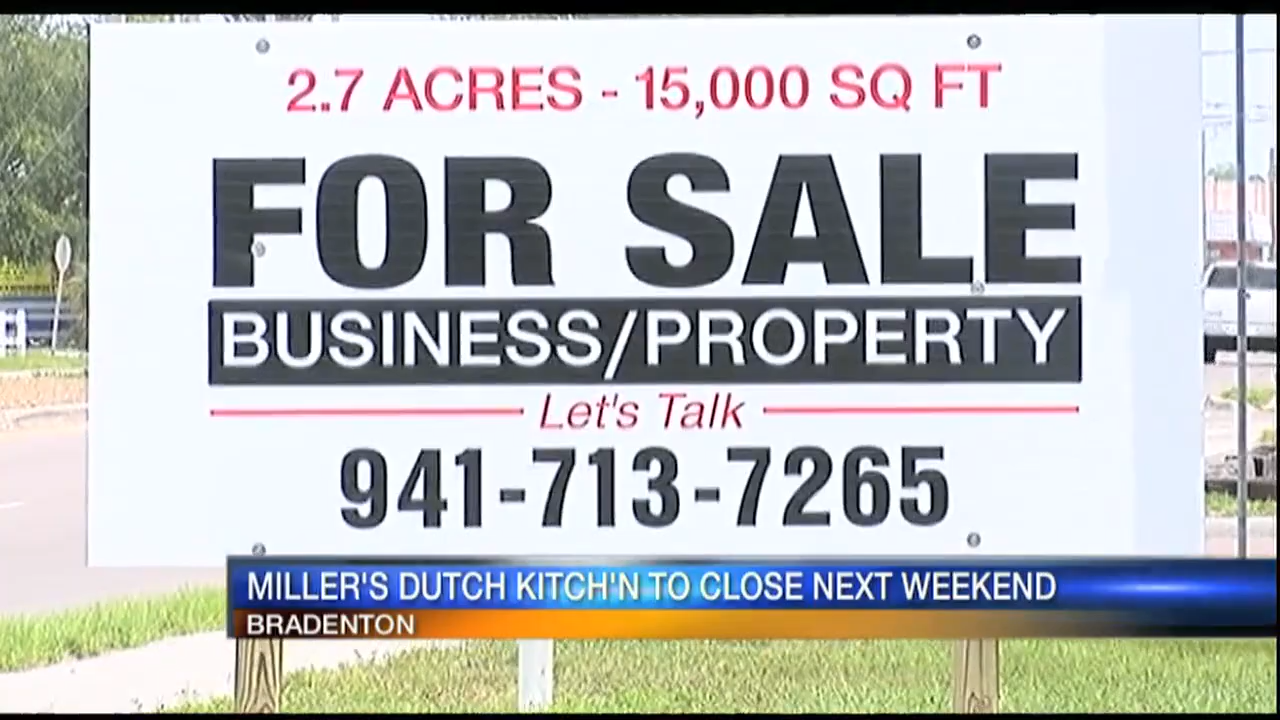 2.7 ACRES - 15,000 SQ FT
FOR SALE
BUSINESS/PROPERTY
Let's Talk
941-713-7265
MILLER'S DUTCH KITCH'N TO CLOSE NEXT WEEKEND
BRADENTON